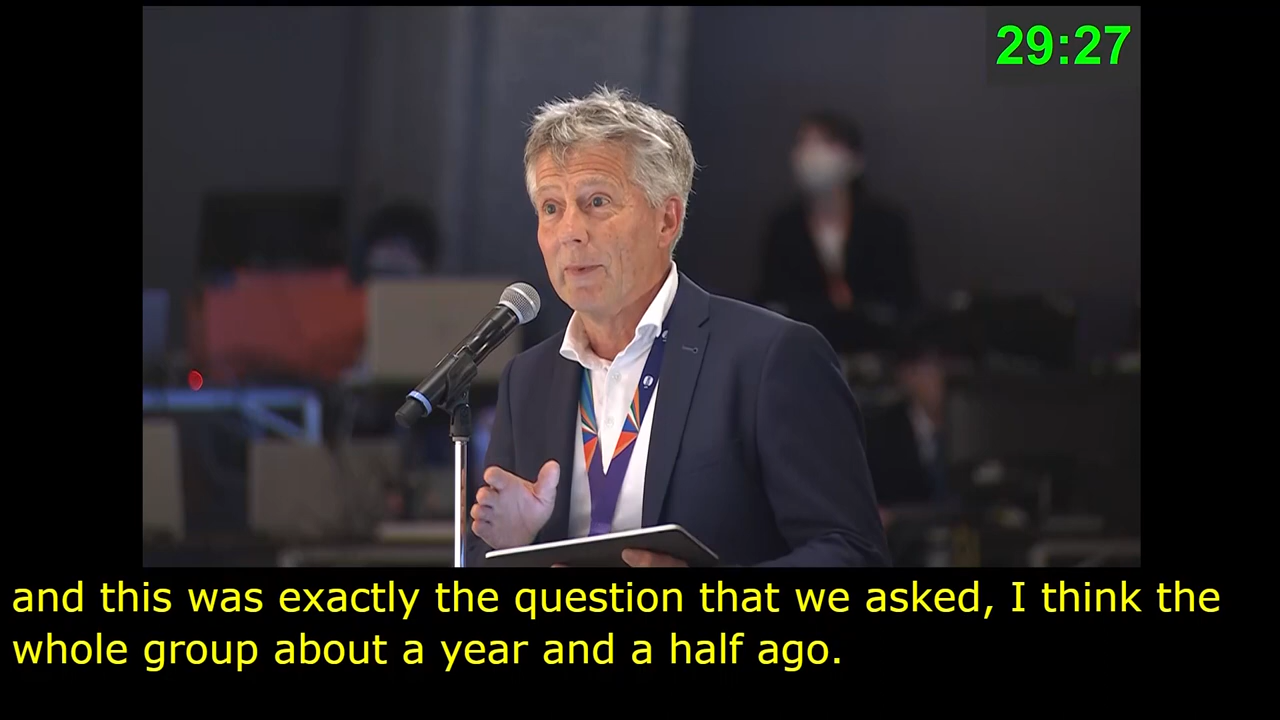 29:27
and this was exactly the question that we asked, I think the
whole group about a year and a half ago.